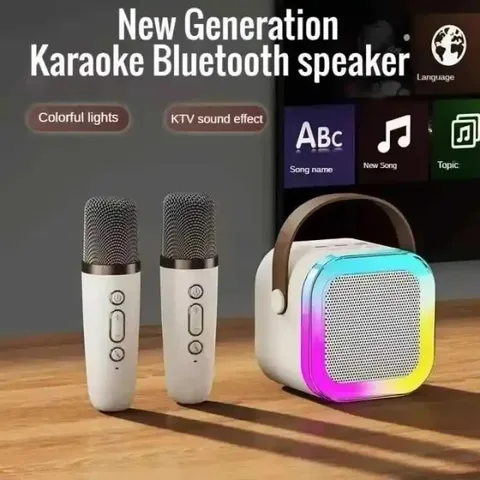 New Generation
Karaoke Bluetooth speaker
Language
Colorful lights
KTV sound effect
ABC
Song name
New Song
Topic